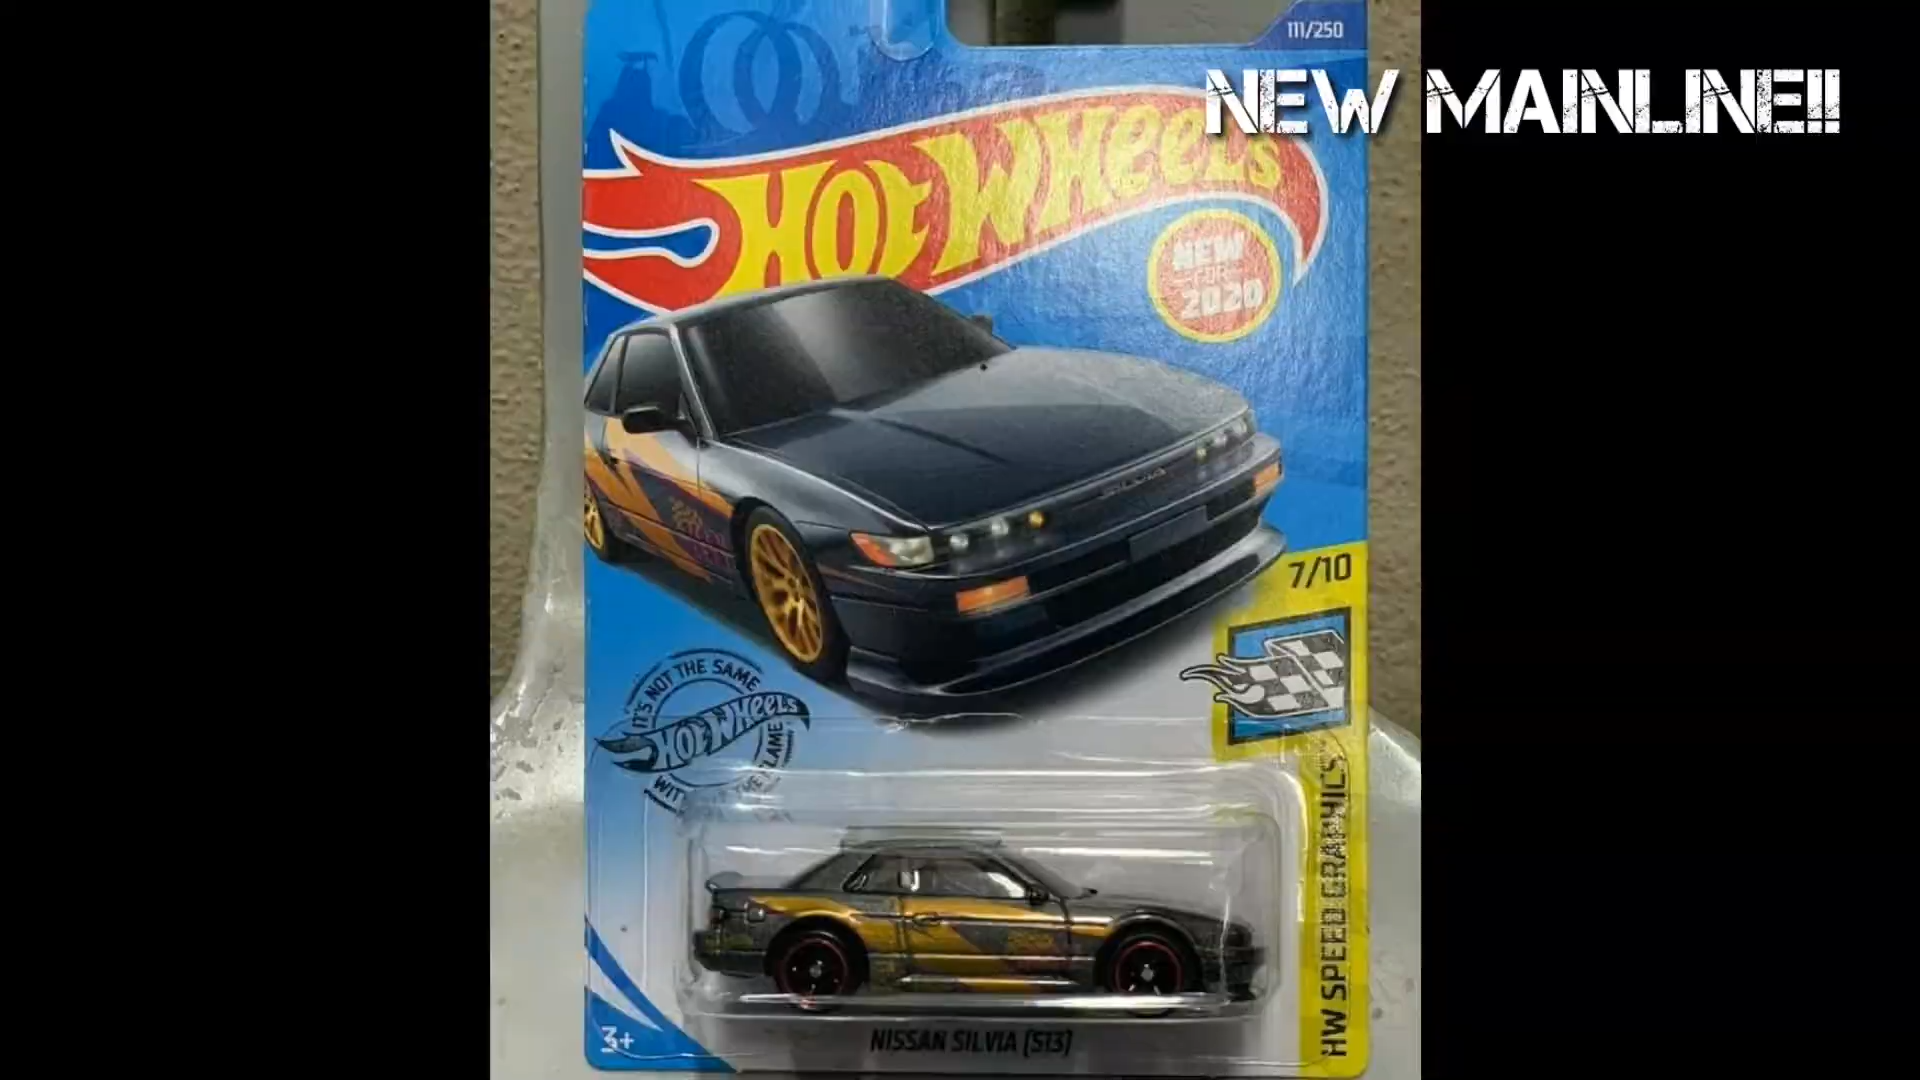 111/250
NEW MAINLINE!!
HOT WHEELS
NEW
FOR
2020
SILVIA
7/10
IT'S NOT THE SAME
HOT WHEELS
HW SPEED GRAPHICS
3+
NISSAN SILVIA (S13)